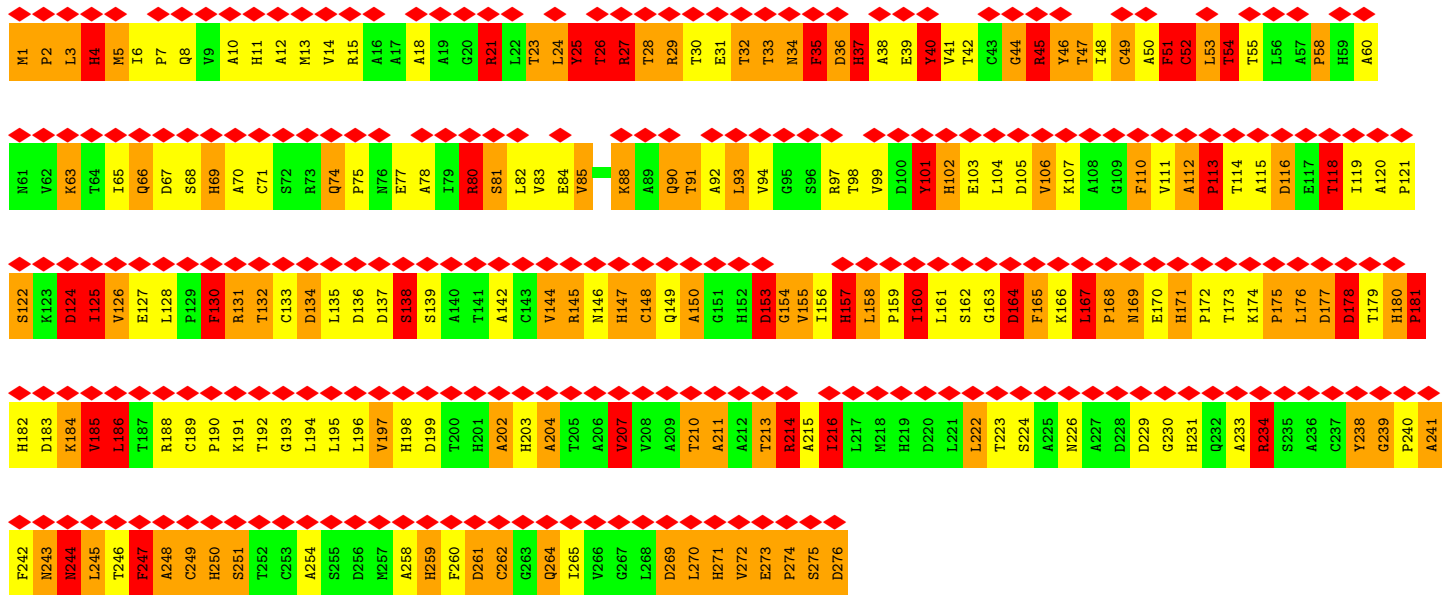 M1 P2 L3 H4 M5 I6 P7 Q8 V9 A10 H11 A12 M13 V14 R15 A16 A17 A18 A19 G20 R21 L22 T23 L24 Y25 T26 R27 T28 R29 T30 E31 T32 T33 N34 F35 D36 H37 A38 E39 Y40 V41 T42 C43 G44 R45 Y46 T47 I48 C49 A50 F51 C52 L53 T54 T55 L56 A57 P58 H59 A60
N61 V62 K63 T64 I65 Q66 D67 S68 H69 A70 C71 S72 R73 Q74 P75 N76 E77 A78 I79 R80 S81 L82 V83 E84 V85 K88 A89 Q90 T91 A92 L93 V94 G95 S96 R97 T98 V99 D100 Y101 H102 E103 L104 D105 V106 K107 A108 G109 F110 V111 A112 P113 T114 A115 D116 E117 T118 I119 A120 P121
S122 K123 D124 I125 V126 E127 L128 P129 F130 R131 T132 C133 D134 L135 D136 D137 S138 S139 A140 T141 A142 C143 V144 R145 N146 H147 C148 Q149 A150 G151 H152 D153 G154 V155 I156 H157 L158 P159 I160 L161 S162 G163 D164 F165 K166 L167 P168 N169 E170 H171 P172 T173 K174 P175 L176 D177 D178 T179 H180 P181
H182 D183 K184 V185 L186 T187 R188 C189 P190 K191 T192 G193 L194 L195 L196 V197 H198 D199 T200 H201 A202 H203 A204 T205 A206 V207 V208 A209 T210 A211 A212 T213 R214 A215 I216 L217 M218 H219 D220 L221 L222 T223 S224 A225 N226 A227 D228 D229 G230 H231 Q232 A233 R234 S235 A236 C237 Y238 G239 P240 A241
F242 N243 N244 L245 T246 F247 A248 C249 H250 S251 T252 C253 A254 S255 D256 M257 A258 H259 F260 D261 C262 G263 Q264 I265 V266 G267 L268 D269 L270 H271 V272 E273 P274 S275 D276